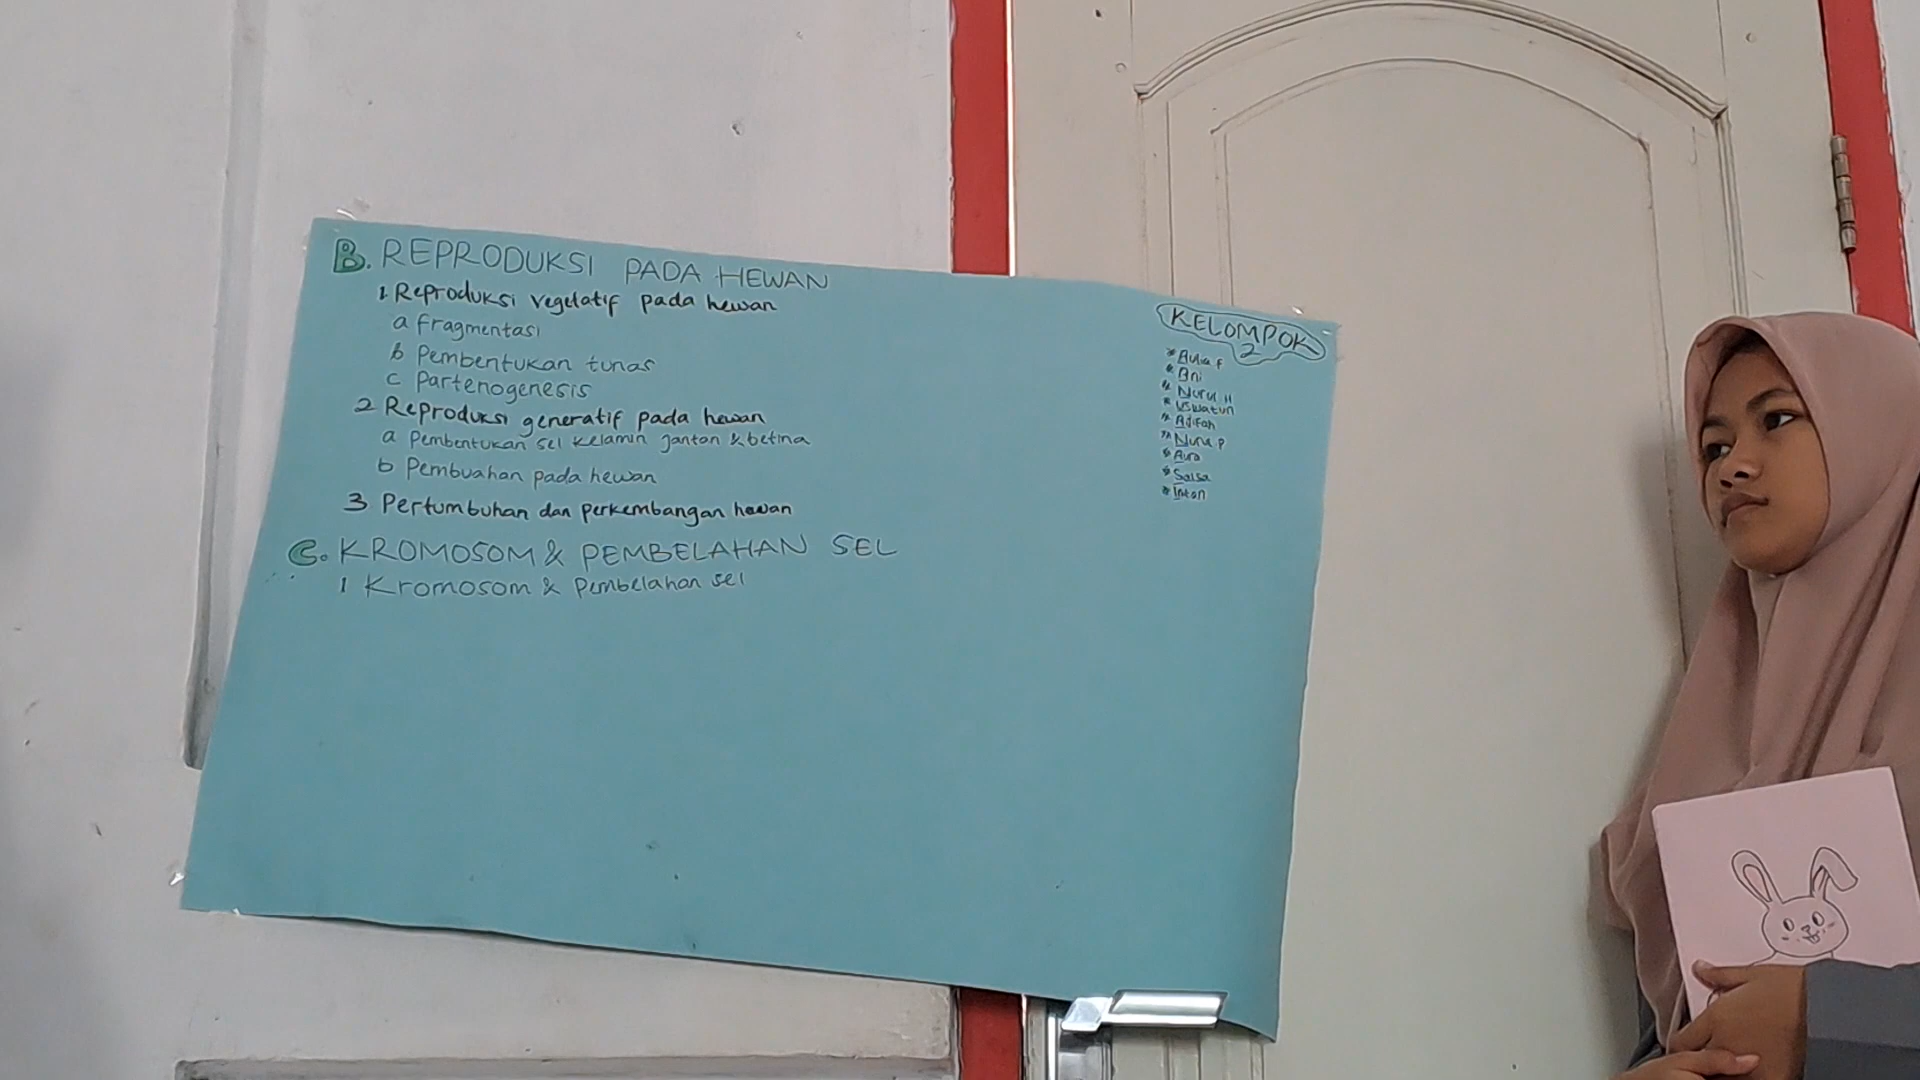 B. REPRODUKSI PADA HEWAN
1. Reproduksi vegetatif pada hewan
a fragmentasi
b Pembentukan tunas
c Partenogenesis
2 Reproduksi generatif pada hewan
a Pembentukan sel kelamin jantan & betina
b Pembuahan pada hewan
3 Pertumbuhan dan perkembangan hewan
C. KROMOSOM & PEMBELAHAN SEL
1 Kromosom & Pembelahan sel
KELOMPOK
2
* Aulia F
* Ani
* Nurul H
* Uswatun
* Adifah
* Nuru P
* Aura
* Salsa
* Intan